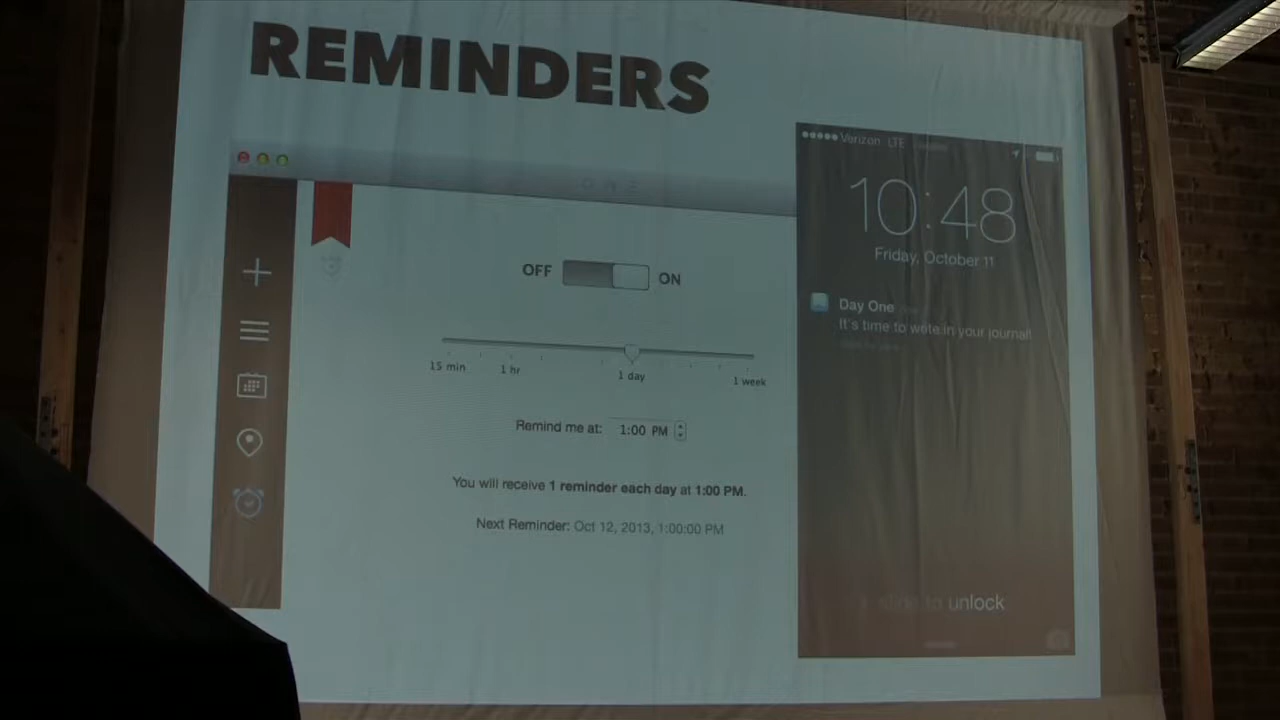 REMINDERS
OFF ON
15 min 1 hr 1 day 1 week
Remind me at: 1:00 PM
You will receive 1 reminder each day at 1:00 PM.
Next Reminder: Oct 12, 2013, 1:00:00 PM
Verizon LTE
10:48
Friday, October 11
Day One
It's time to write in your journal!
slide to unlock